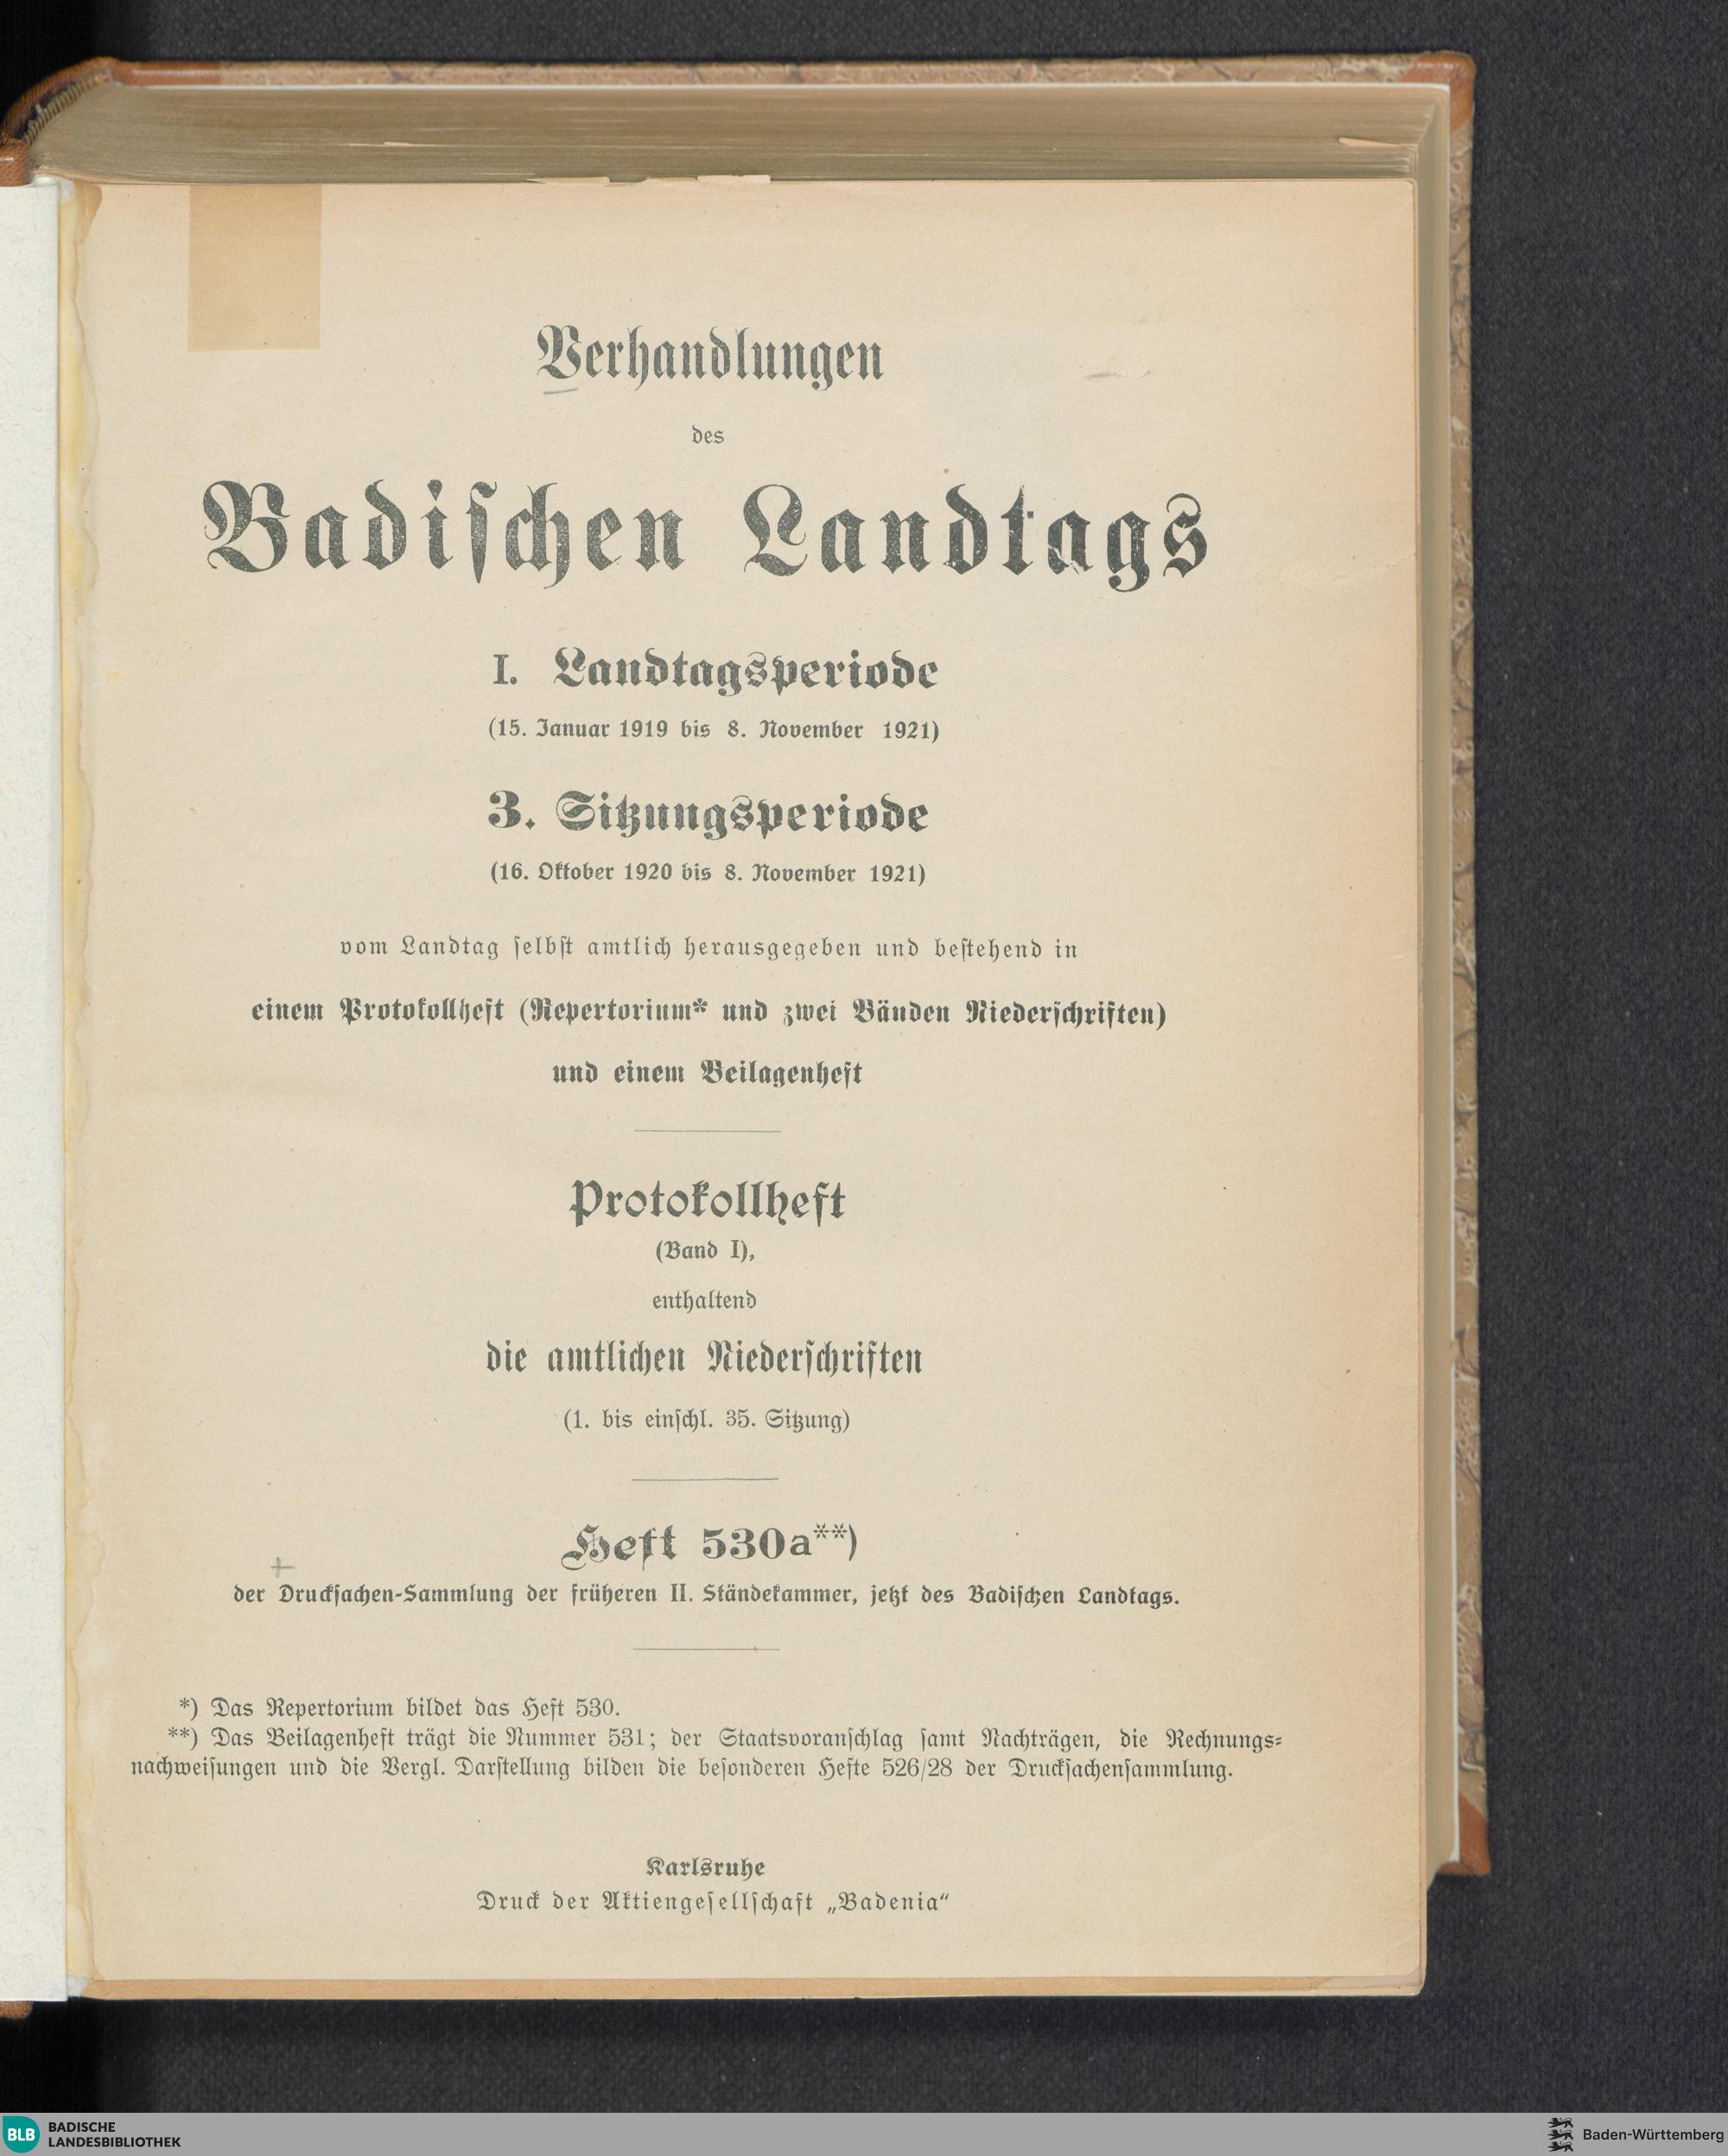 Verhandlungen
des
Badiſchen Landtags
I. Landtagsperiode
(15. Januar 1919 bis 8. November 1921)
3. Sitzungsperiode
(16. Oktober 1920 bis 8. November 1921)
vom Landtag ſelbſt amtlich herausgegeben und beſtehend in
einem Protokollheft (Repertorium* und zwei Bänden Niederſchriften)
und einem Beilagenheft
Protokollheft
(Band I),
enthaltend
die amtlichen Niederſchriften
(1. bis einſchl. 35. Sitzung)
Heft 530a**)
der Druckſachen-Sammlung der früheren II. Ständekammer, jetzt des Badiſchen Landtags.
*) Das Repertorium bildet das Heft 530.
**) Das Beilagenheft trägt die Nummer 531; der Staatsvoranſchlag ſamt Nachträgen, die Rechnungs⸗
nachweiſungen und die Vergl. Darſtellung bilden die beſonderen Hefte 526/28 der Druckſachenſammlung.
Karlsruhe
Druck der Aktiengeſellſchaft „Badenia“
BLB BADISCHE
LANDESBIBLIOTHEK
Baden-Württemberg